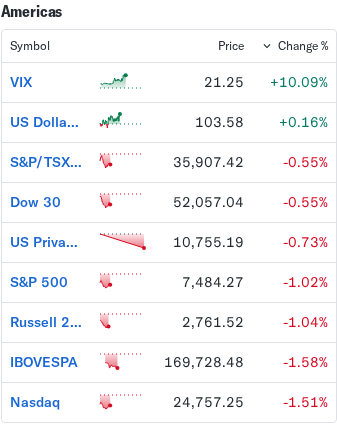 Americas
Symbol Price Change %
VIX 21.25 +10.09%
US Dolla... 103.58 +0.16%
S&P/TSX... 35,907.42 -0.55%
Dow 30 52,057.04 -0.55%
US Priva... 10,755.19 -0.73%
S&P 500 7,484.27 -1.02%
Russell 2... 2,761.52 -1.04%
IBOVESPA 169,728.48 -1.58%
Nasdaq 24,757.25 -1.51%